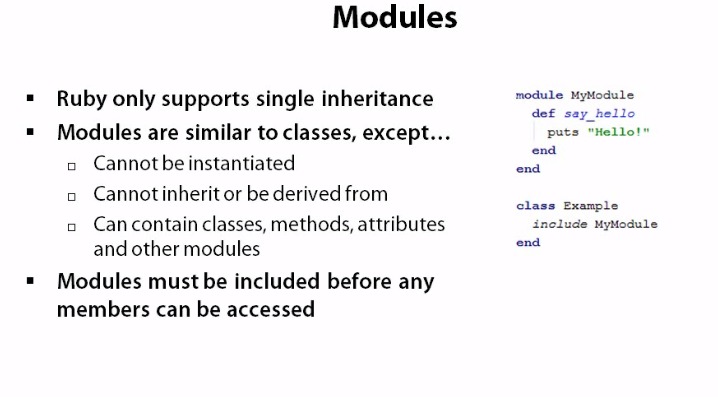 Modules
▪ Ruby only supports single inheritance
▪ Modules are similar to classes, except…
□ Cannot be instantiated
□ Cannot inherit or be derived from
□ Can contain classes, methods, attributes
and other modules
▪ Modules must be included before any
members can be accessed
module MyModule
  def say_hello
    puts "Hello!"
  end
end
class Example
  include MyModule
end